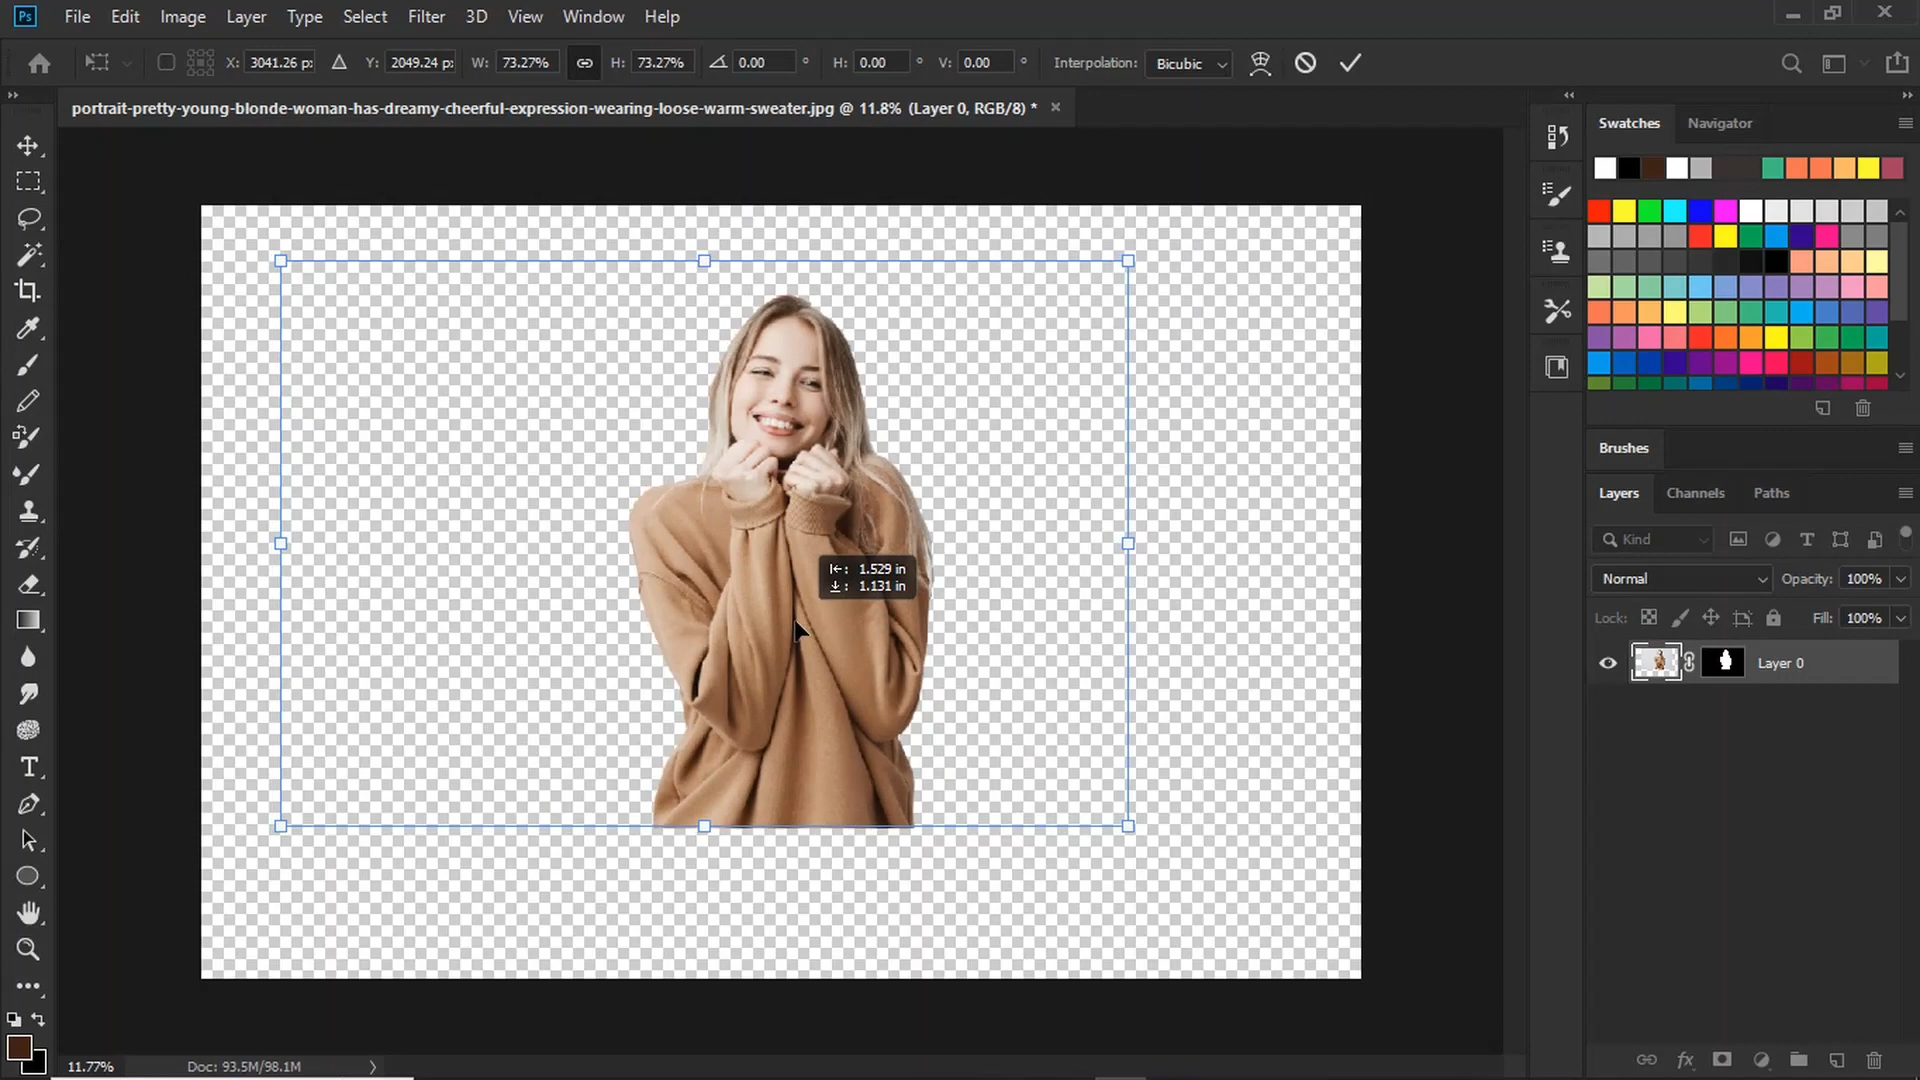 Ps File Edit Image Layer Type Select Filter 3D View Window Help
X: 3041.26 p Y: 2049.24 p W: 73.27% H: 73.27% 0.00 ° H: 0.00 ° V: 0.00 ° Interpolation: Bicubic
portrait-pretty-young-blonde-woman-has-dreamy-cheerful-expression-wearing-loose-warm-sweater.jpg @ 11.8% (Layer 0, RGB/8) *
Swatches Navigator
Brushes
Layers Channels Paths
Kind
Normal Opacity: 100%
Lock: Fill: 100%
Layer 0
1.529 in
1.131 in
11.77% Doc: 93.5M/98.1M